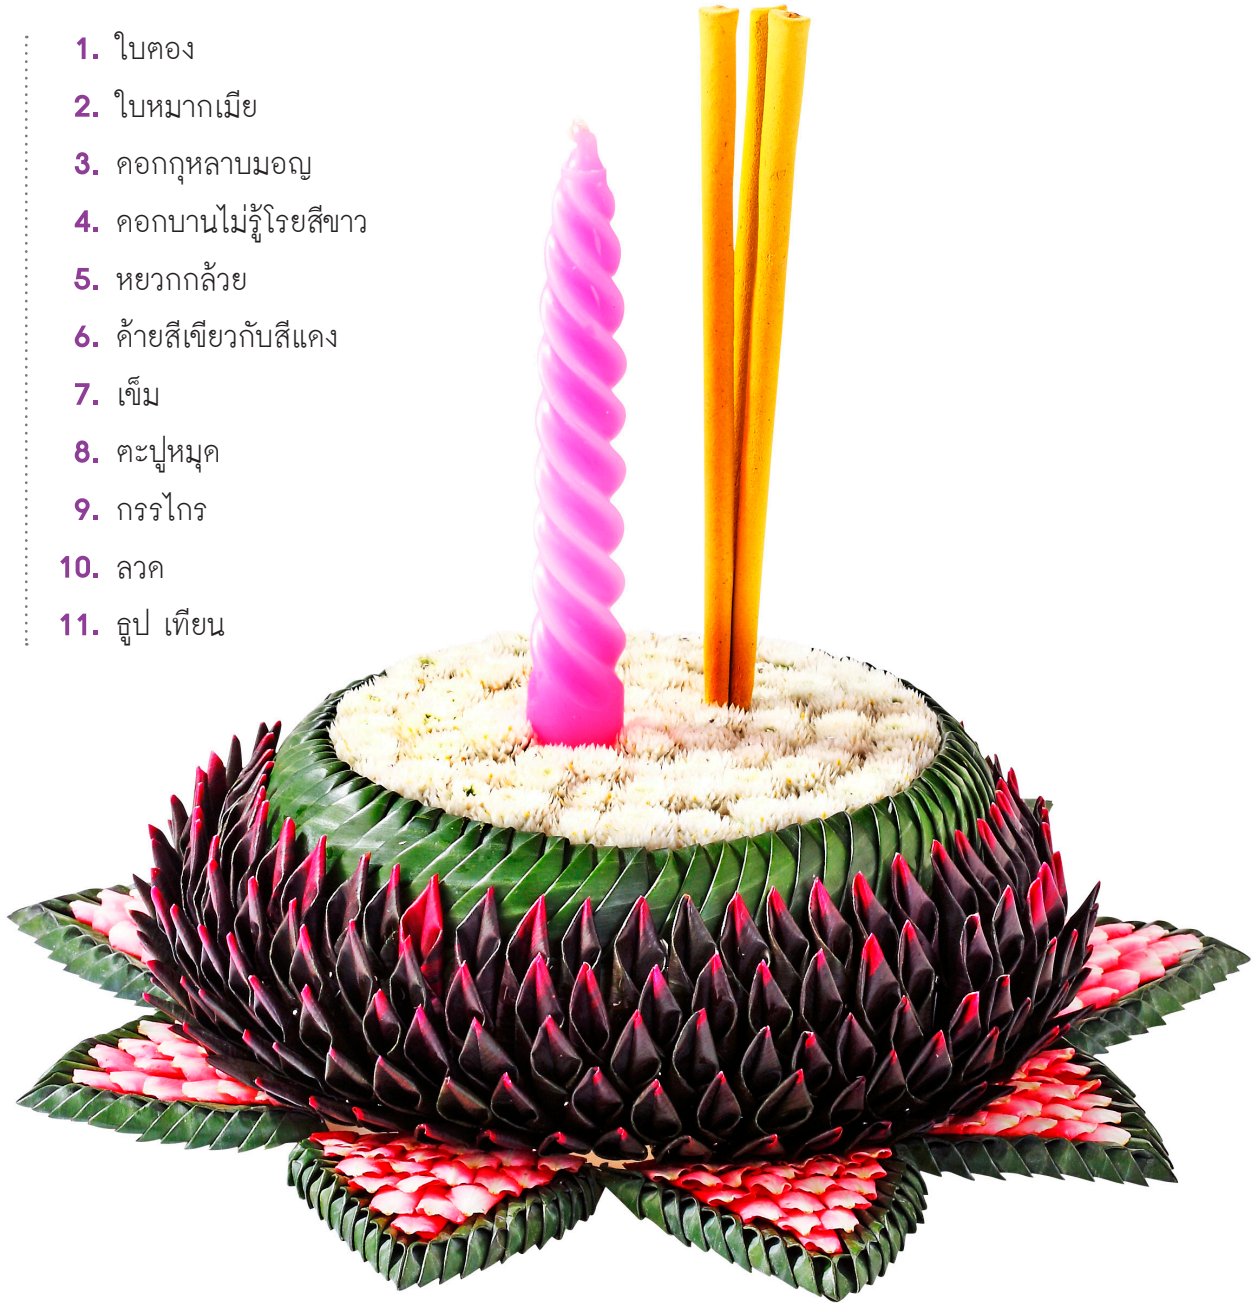 1. ใบตอง
2. ใบหมากเมีย
3. ดอกกุหลาบมอญ
4. ดอกบานไม่รู้โรยสีขาว
5. หยวกกล้วย
6. ด้ายสีเขียวกับสีแดง
7. เข็ม
8. ตะปูหมุด
9. กรรไกร
10. ลวด
11. ธูป เทียน